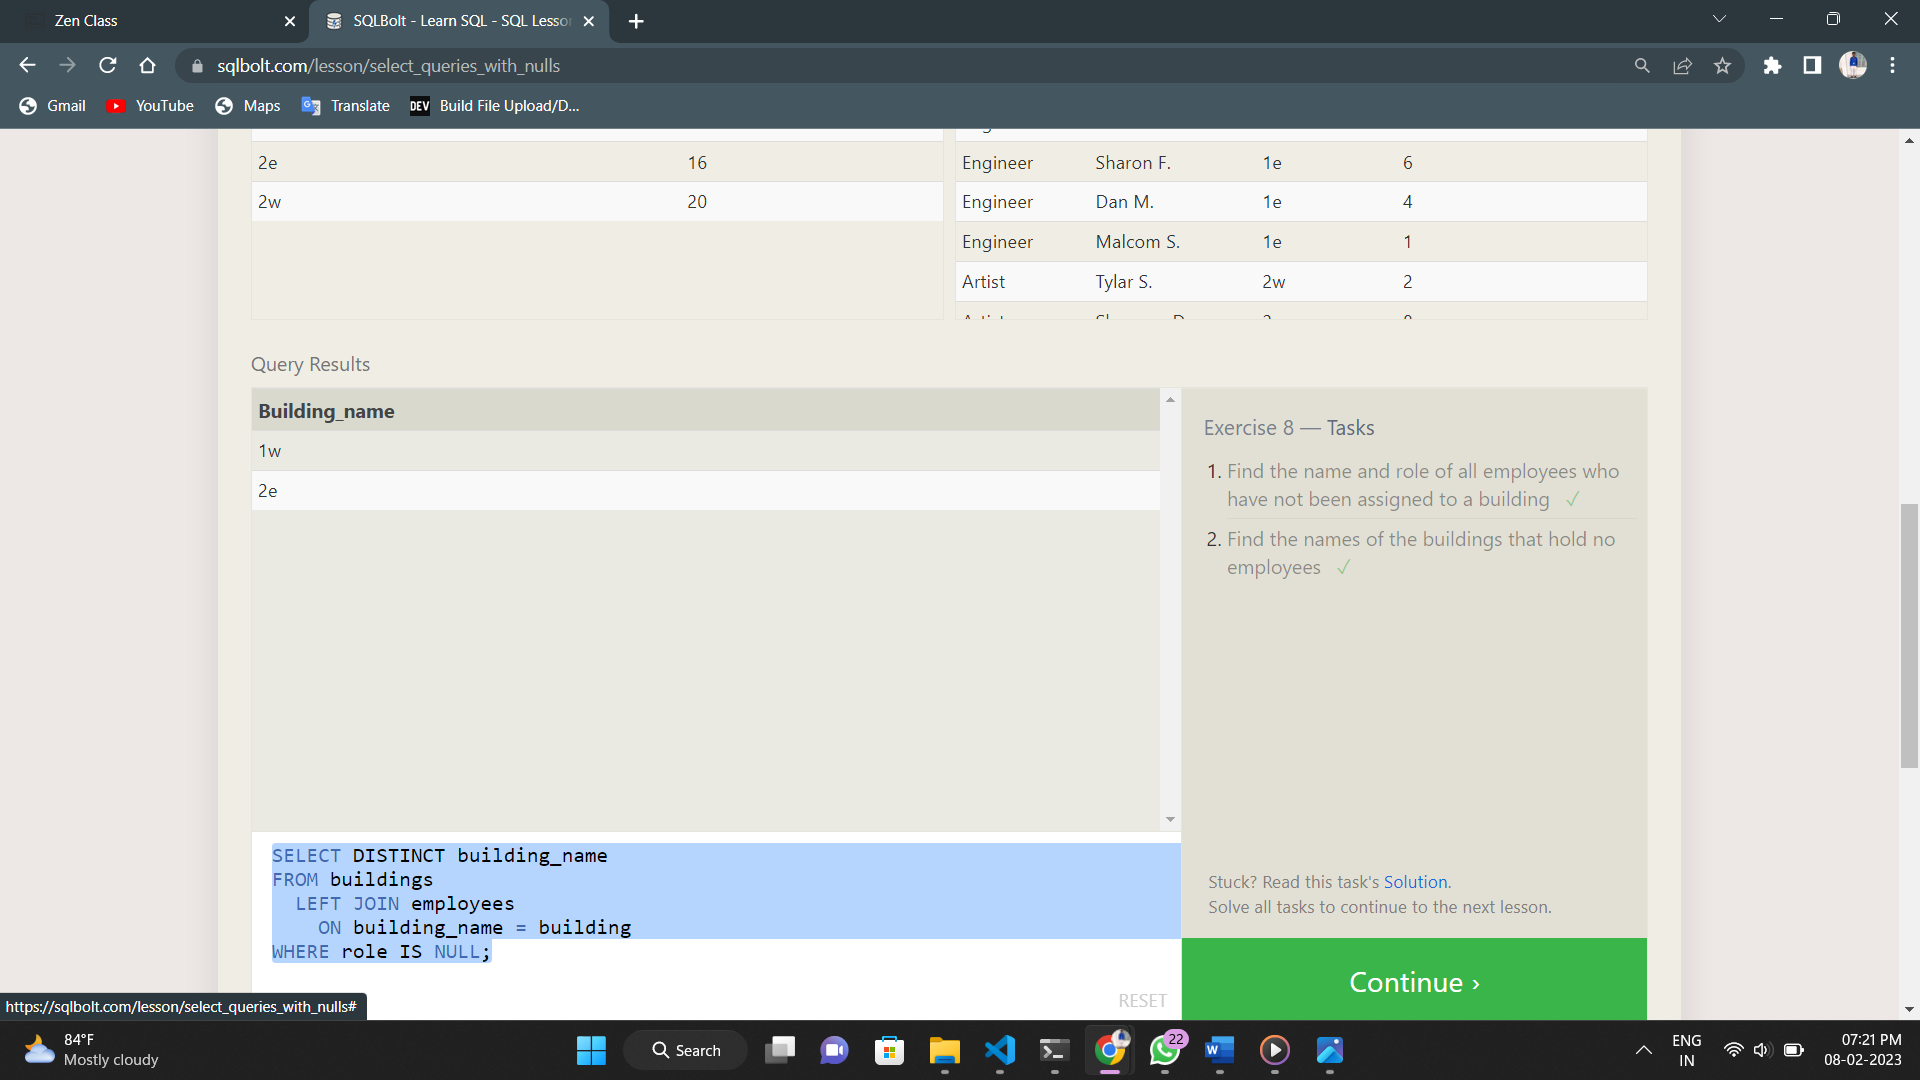 Zen Class
SQLBolt - Learn SQL - SQL Lesso
sqlbolt.com/lesson/select_queries_with_nulls
Gmail YouTube Maps Translate DEV Build File Upload/D...
2e 16
2w 20
Engineer Sharon F. 1e 6
Engineer Dan M. 1e 4
Engineer Malcom S. 1e 1
Artist Tylar S. 2w 2
Query Results
Building_name
1w
2e
Exercise 8 — Tasks
1. Find the name and role of all employees who
have not been assigned to a building ✓
2. Find the names of the buildings that hold no
employees ✓
SELECT DISTINCT building_name
FROM buildings
LEFT JOIN employees
ON building_name = building
WHERE role IS NULL;
RESET
Stuck? Read this task's Solution.
Solve all tasks to continue to the next lesson.
Continue ›
https://sqlbolt.com/lesson/select_queries_with_nulls#
84°F
Mostly cloudy
Search
22
ENG
IN
07:21 PM
08-02-2023